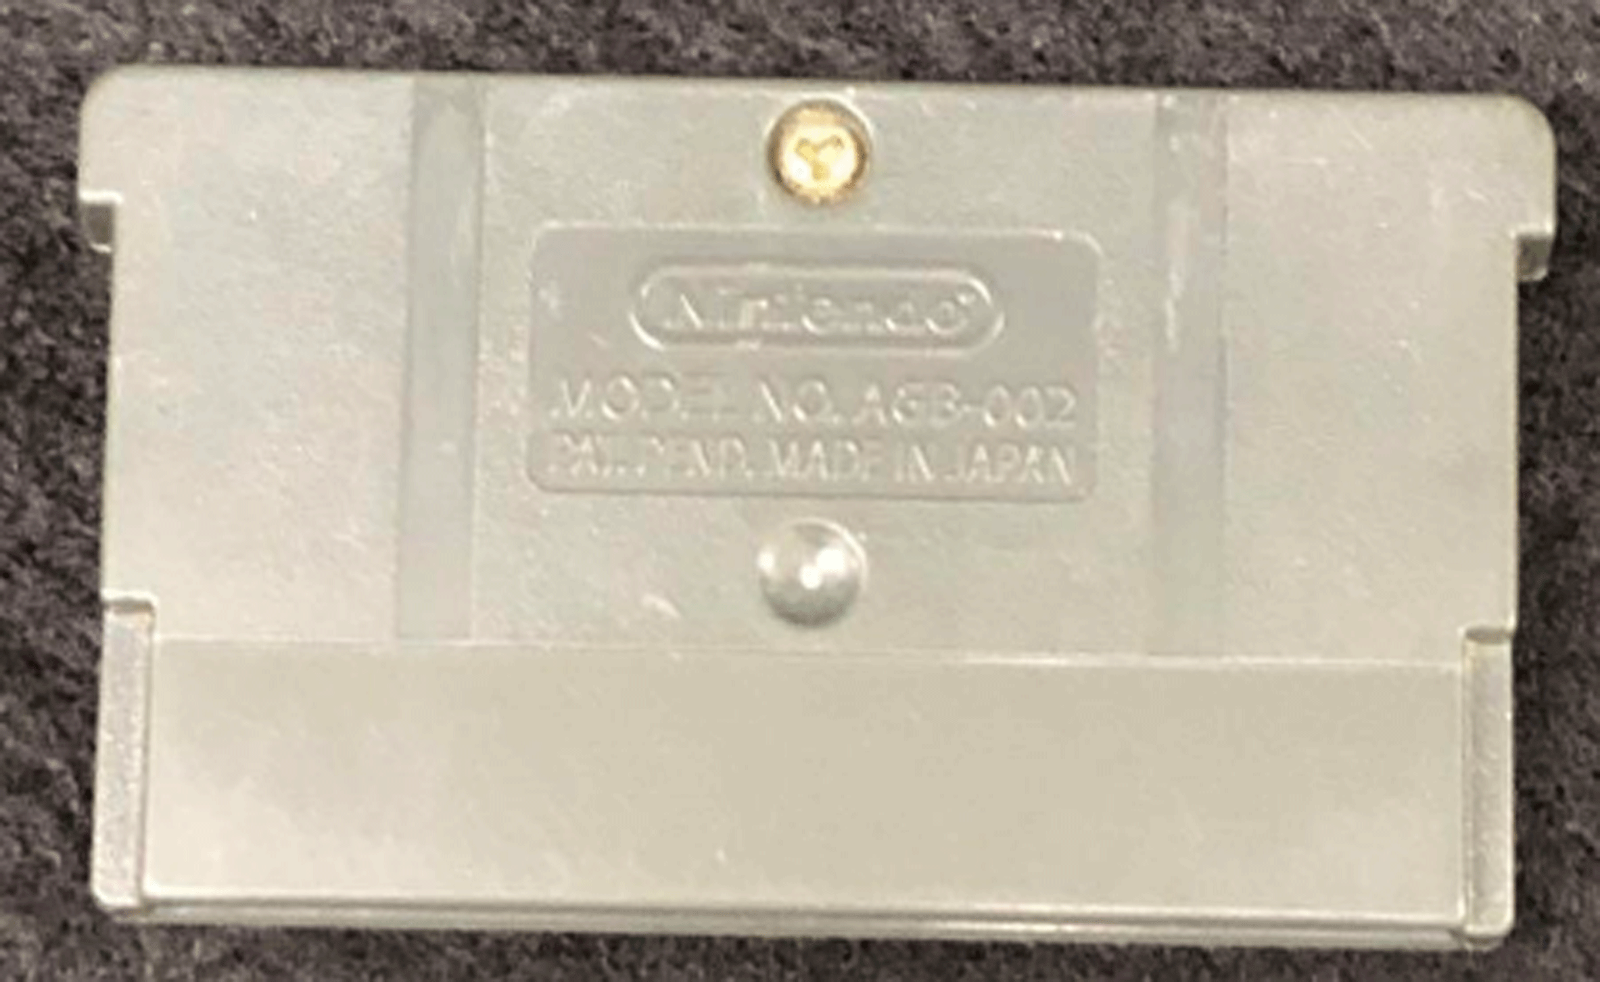 Nintendo
MODEL NO. AGB-002
PAT. PEND. MADE IN JAPAN